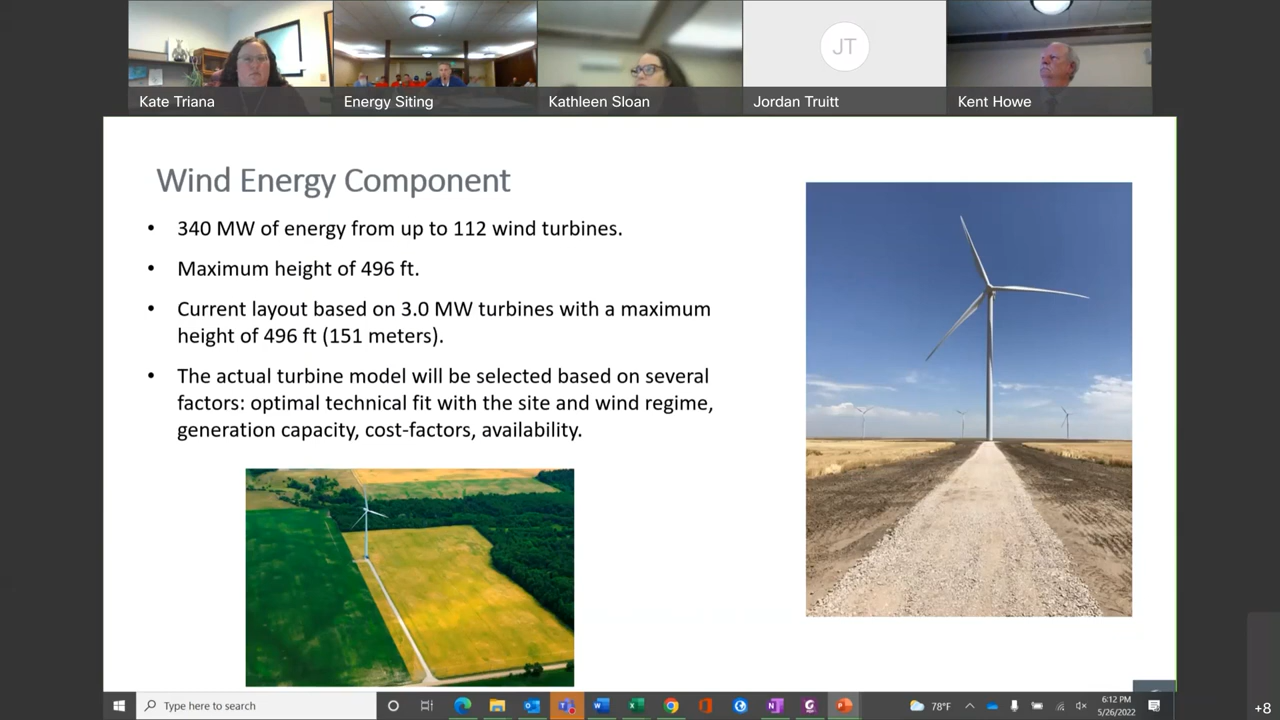 Kate Triana
Energy Siting
Kathleen Sloan
JT
Jordan Truitt
Kent Howe
Wind Energy Component
• 340 MW of energy from up to 112 wind turbines.
• Maximum height of 496 ft.
• Current layout based on 3.0 MW turbines with a maximum
height of 496 ft (151 meters).
• The actual turbine model will be selected based on several
factors: optimal technical fit with the site and wind regime,
generation capacity, cost-factors, availability.
Type here to search
78°F
6:12 PM
5/26/2022
+8